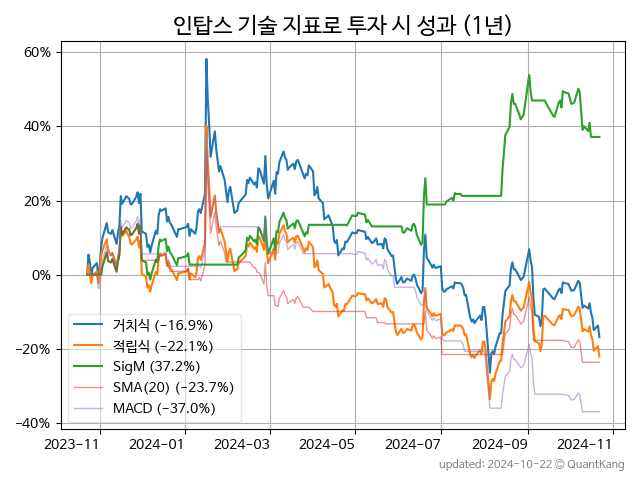 인탑스 기술 지표로 투자 시 성과 (1년)
60%
40%
20%
0%
−20%
−40%
거치식 (−16.9%)
적립식 (−22.1%)
SigM (37.2%)
SMA(20) (−23.7%)
MACD (−37.0%)
2023-11 2024-01 2024-03 2024-05 2024-07 2024-09 2024-11
updated: 2024-10-22 © QuantKang